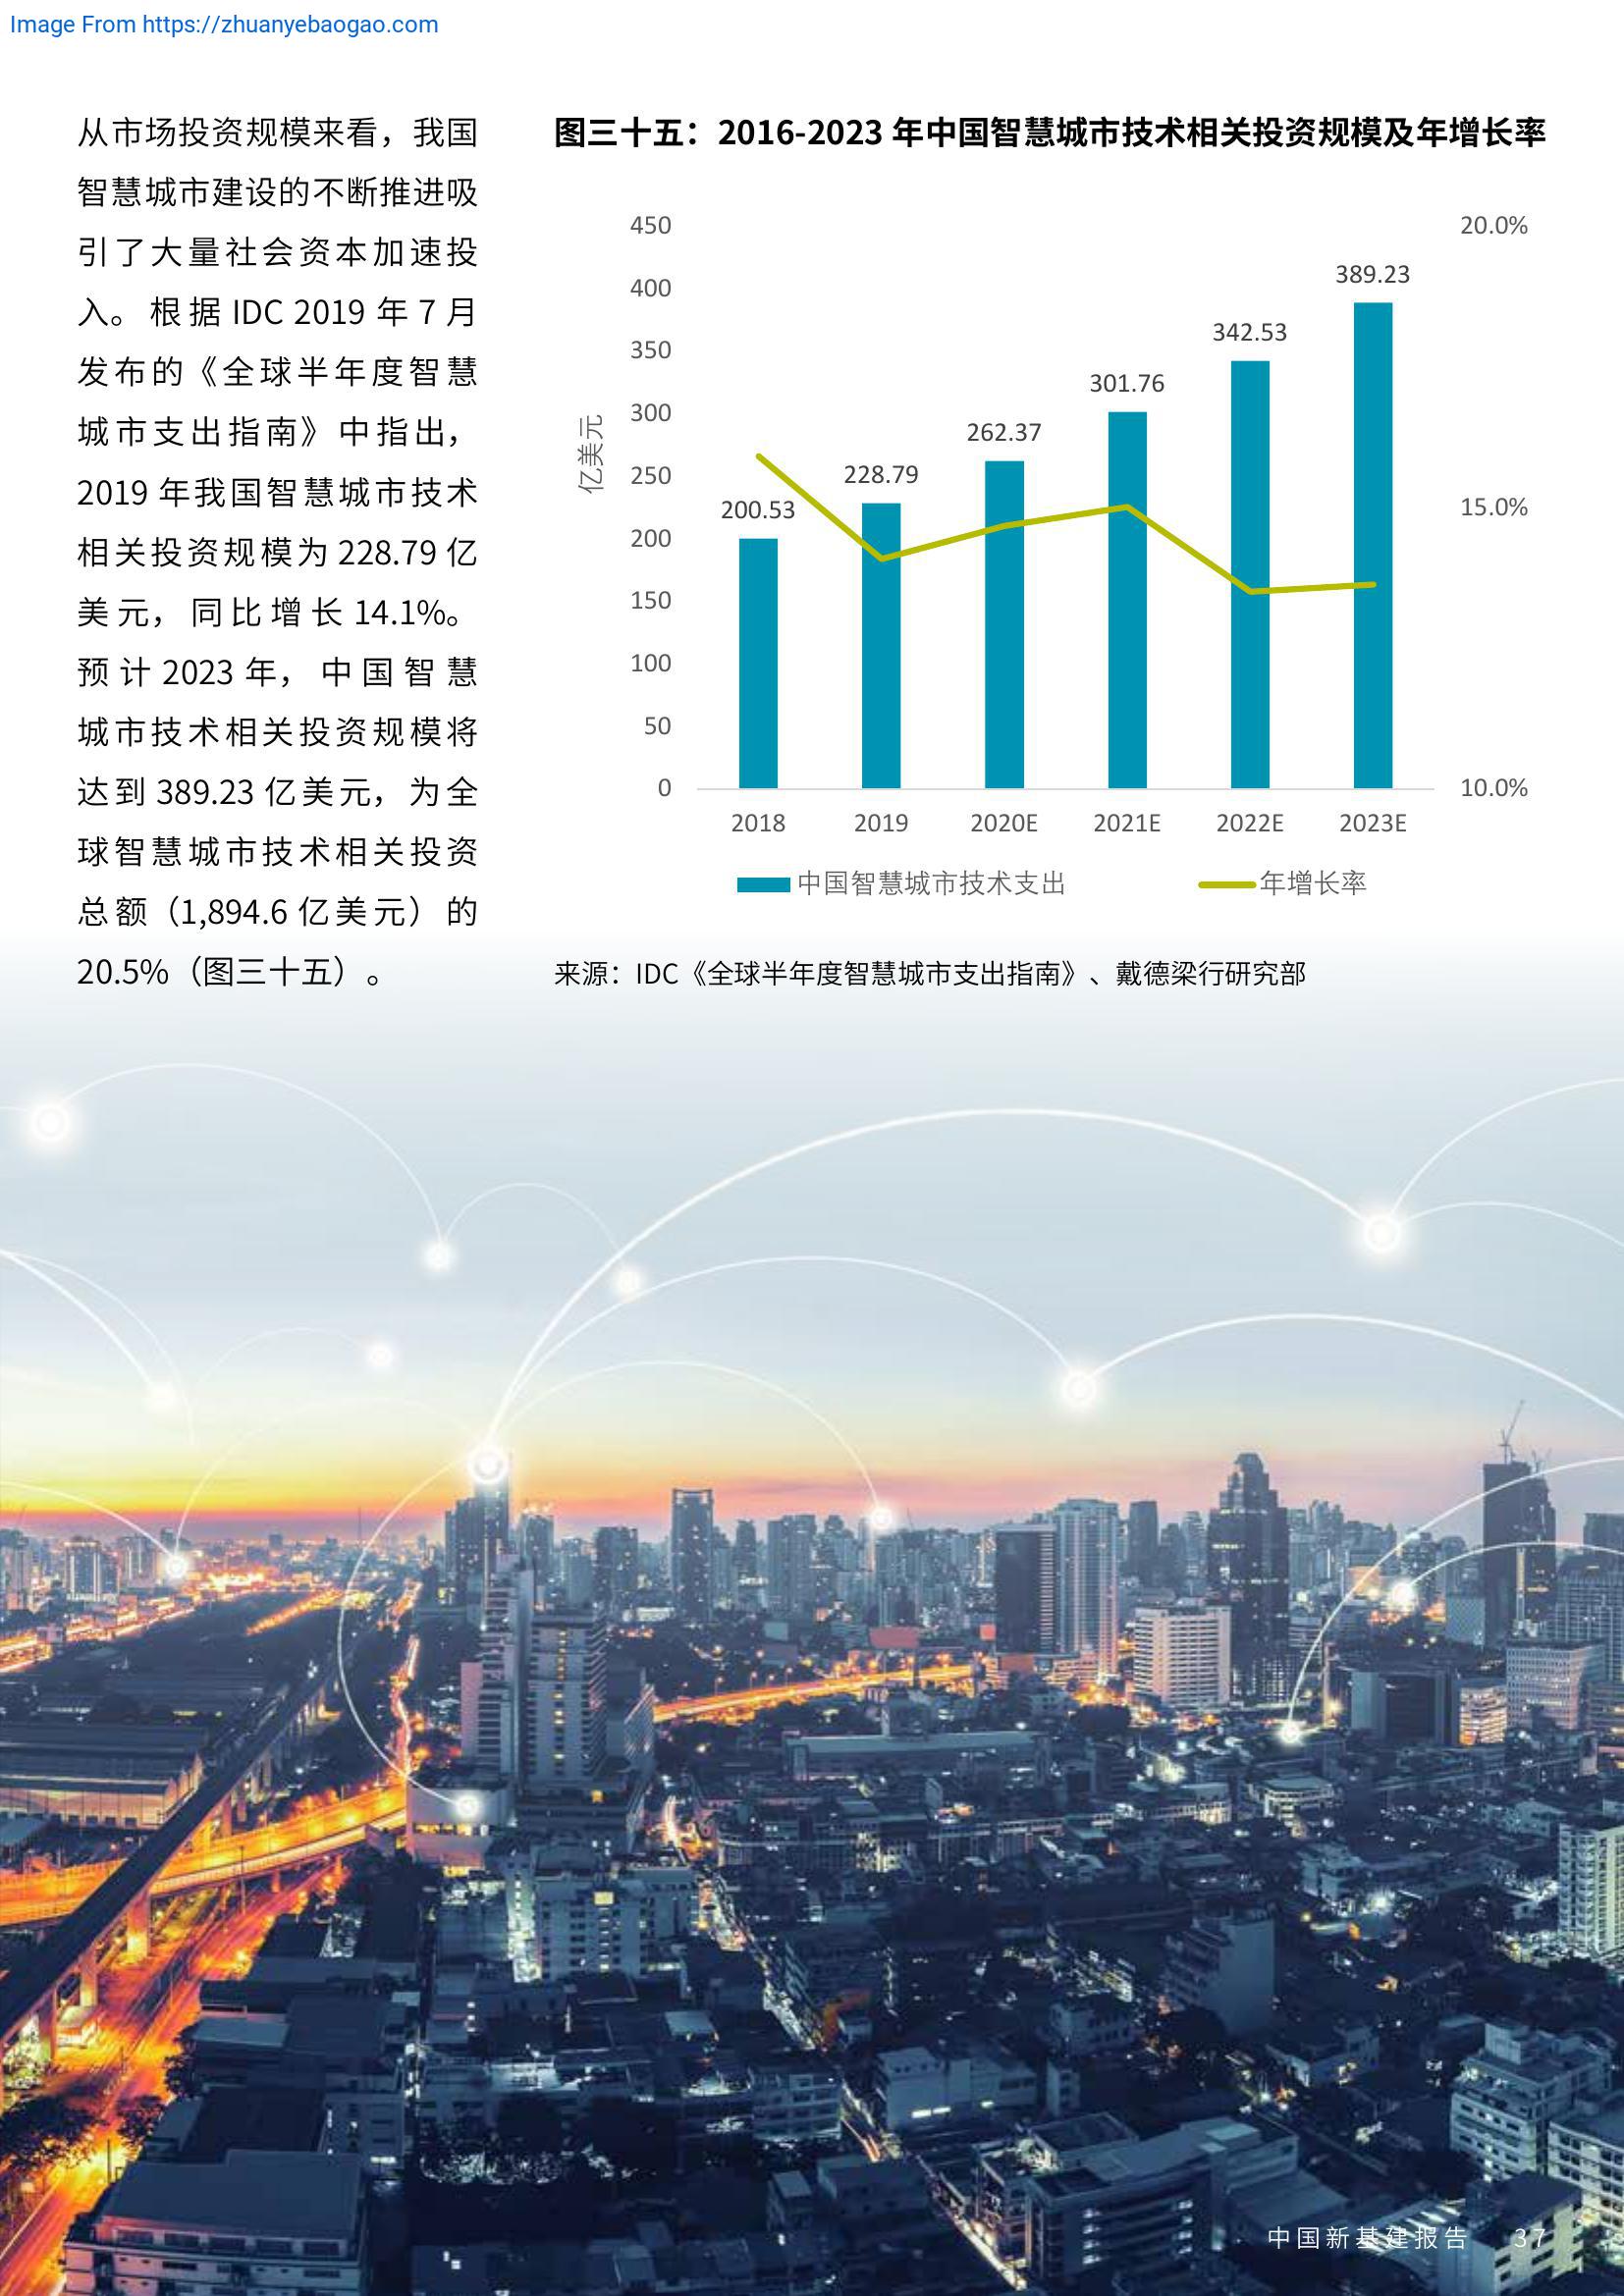 Image From https://zhuanyebaogao.com
从市场投资规模来看，我国
智慧城市建设的不断推进吸
引了大量社会资本加速投
入。根据 IDC 2019 年 7 月
发布的《全球半年度智慧
城市支出指南》中指出，
2019 年我国智慧城市技术
相关投资规模为 228.79 亿
美元，同比增长 14.1%。
预计 2023 年，中国智慧
城市技术相关投资规模将
达到 389.23 亿美元，为全
球智慧城市技术相关投资
总额（1,894.6 亿美元）的
20.5%（图三十五）。
图三十五：2016-2023 年中国智慧城市技术相关投资规模及年增长率
亿美元
450
400
350
300
250
200
150
100
50
0
200.53
228.79
262.37
301.76
342.53
389.23
20.0%
15.0%
10.0%
2018 2019 2020E 2021E 2022E 2023E
中国智慧城市技术支出 年增长率
来源：IDC《全球半年度智慧城市支出指南》、戴德梁行研究部
中国新基建报告 37